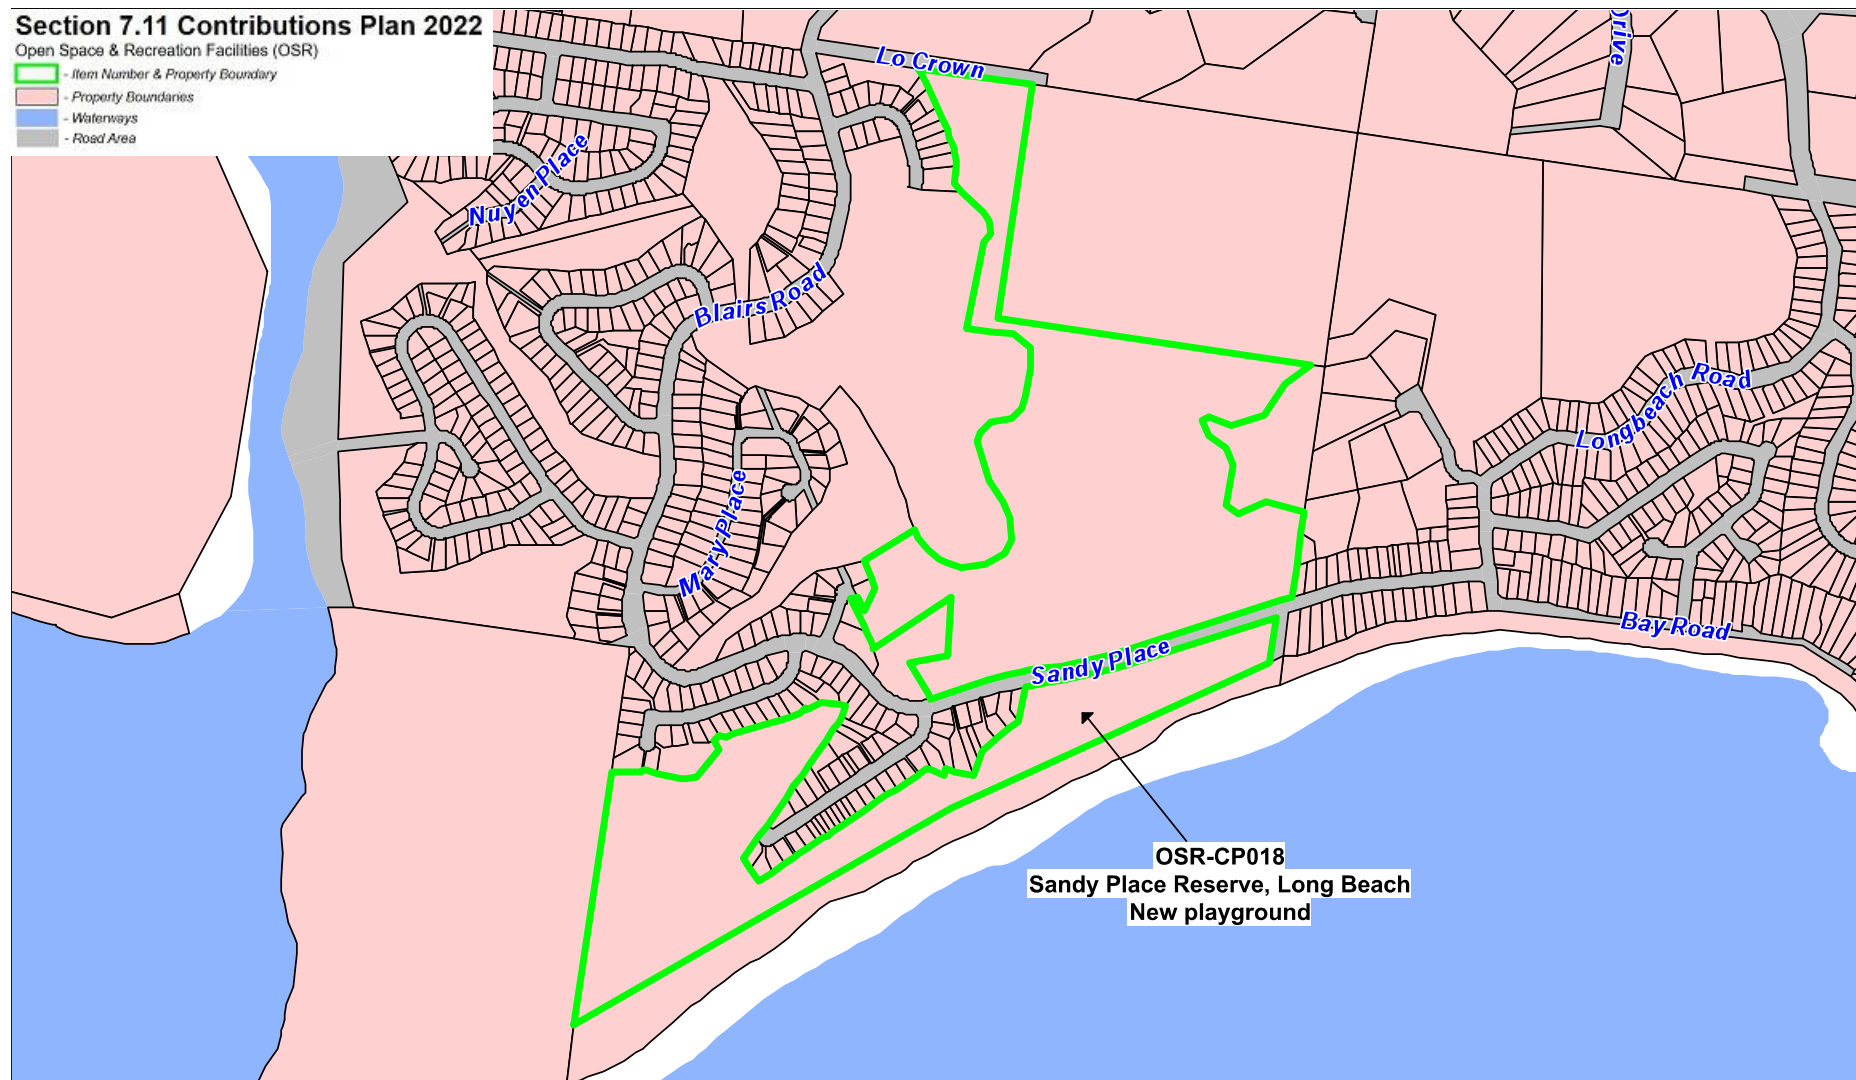 Section 7.11 Contributions Plan 2022
Open Space & Recreation Facilities (OSR)
- Item Number & Property Boundary
- Property Boundaries
- Waterways
- Road Area
Lo Crown
Drive
Nuyen Place
Blairs Road
Longbeach Road
Mary Place
Bay Road
Sandy Place
OSR-CP018
Sandy Place Reserve, Long Beach
New playground